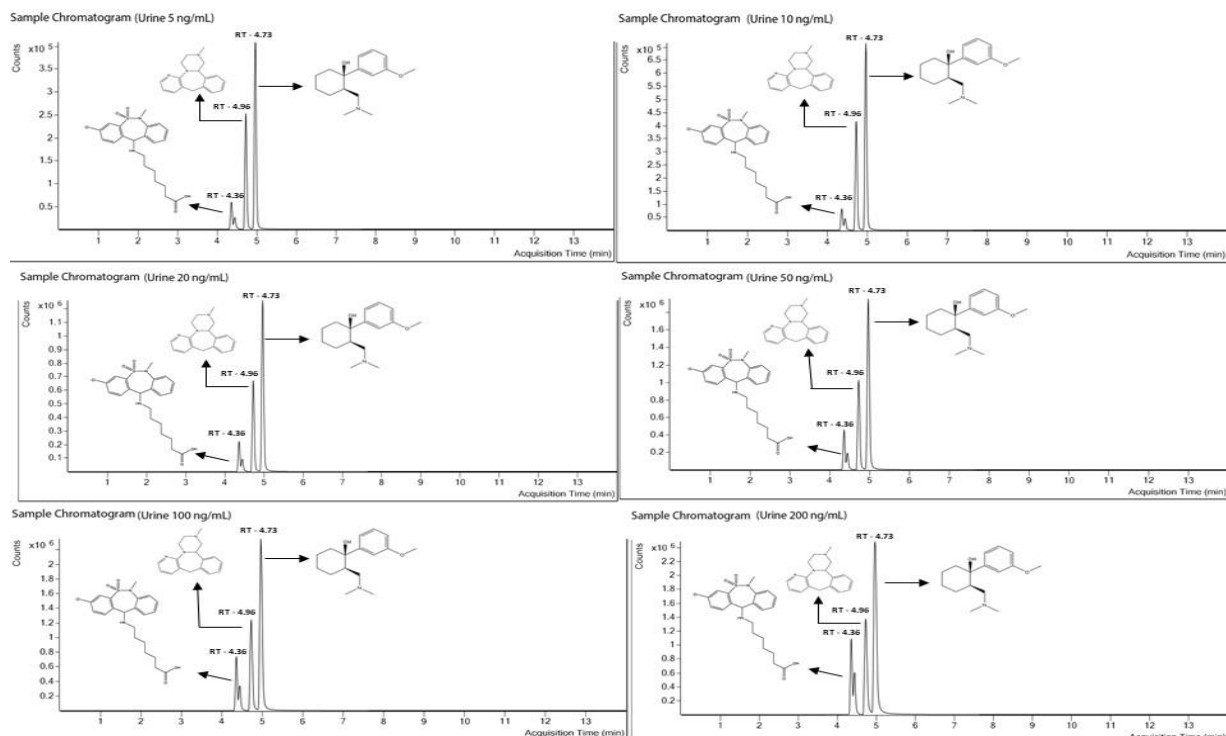 Sample Chromatogram (Urine 5 ng/mL)
Counts
x10 5
3.5
3
2.5
2
1.5
1
0.5
RT - 4.73
RT - 4.96
RT - 4.36
1 2 3 4 5 6 7 8 9 10 11 12 13
Acquisition Time (min)
Sample Chromatogram (Urine 10 ng/mL)
Counts
x10 5
6.5
6
5.5
5
4.5
4
3.5
3
2.5
2
1.5
1
0.5
RT - 4.73
RT - 4.96
RT - 4.36
1 2 3 4 5 6 7 8 9 10 11 12 13
Acquisition Time (min)
Sample Chromatogram (Urine 20 ng/mL)
Counts
x10 6
1.1
1
0.9
0.8
0.7
0.6
0.5
0.4
0.3
0.2
0.1
RT - 4.73
RT - 4.96
RT - 4.36
1 2 3 4 5 6 7 8 9 10 11 12 13
Acquisition Time (min)
Sample Chromatogram (Urine 50 ng/mL)
Counts
x10 6
1.6
1.4
1.2
1
0.8
0.6
0.4
0.2
RT - 4.73
RT - 4.96
RT - 4.36
1 2 3 4 5 6 7 8 9 10 11 12 13
Acquisition Time (min)
Sample Chromatogram (Urine 100 ng/mL)
Counts
x10 6
2
1.8
1.6
1.4
1.2
1
0.8
0.6
0.4
0.2
RT - 4.73
RT - 4.96
RT - 4.36
1 2 3 4 5 6 7 8 9 10 11 12 13
Acquisition Time (min)
Sample Chromatogram (Urine 200 ng/mL)
Counts
x10 6
2.2
2
1.8
1.6
1.4
1.2
1
0.8
0.6
0.4
0.2
RT - 4.73
RT - 4.96
RT - 4.36
1 2 3 4 5 6 7 8 9 10 11 12 13
Acquisition Time (min)